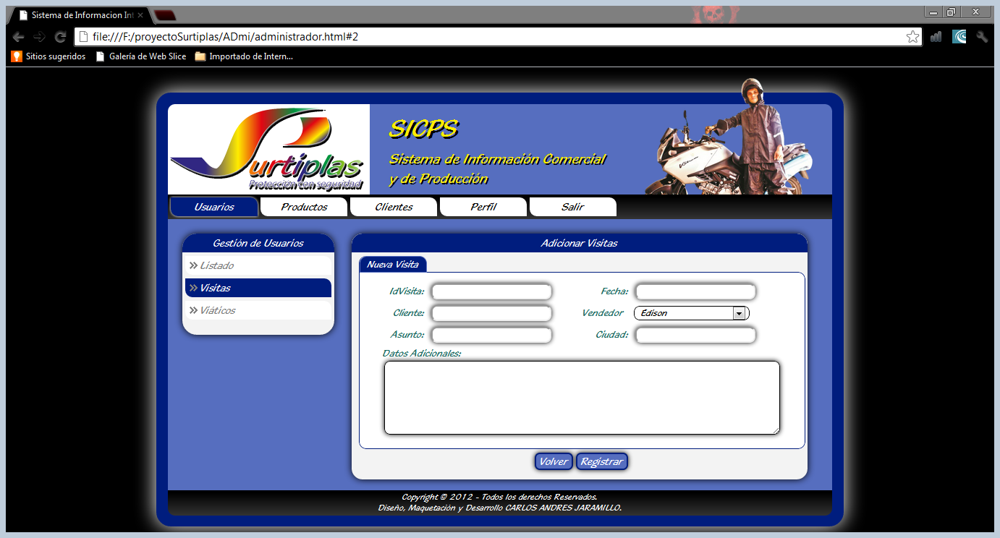 Sistema de Informacion Int
file:///F:/proyectoSurtiplas/ADmi/administrador.html#2
Sitios sugeridos Galería de Web Slice Importado de Intern...
urtiplas
Protección con seguridad
SICPS
Sistema de Información Comercial
y de Producción
Usuarios Productos Clientes Perfil Salir
Gestión de Usuarios
Listado
Visitas
Viáticos
Adicionar Visitas
Nueva Visita
IdVisita: Fecha:
Cliente: Vendedor Edison
Asunto: Ciudad:
Datos Adicionales:
Volver Registrar
Copyright © 2012 - Todos los derechos Reservados.
Diseño, Maquetación y Desarrollo CARLOS ANDRES JARAMILLO.